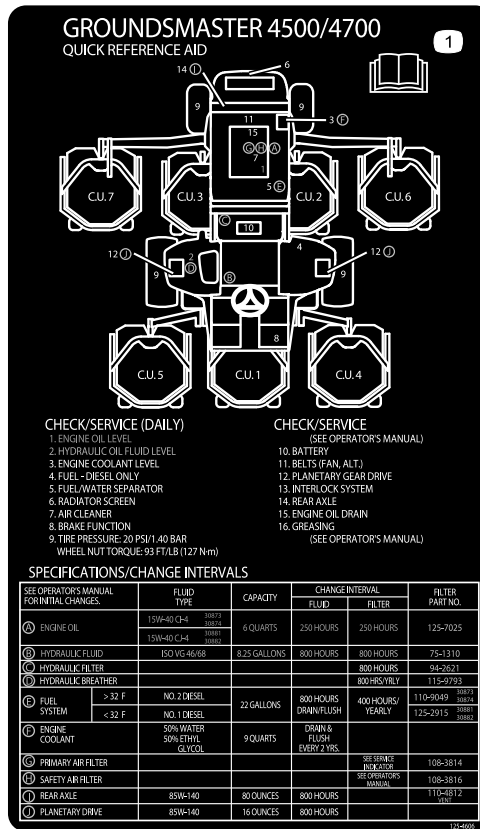 GROUNDSMASTER 4500/4700
QUICK REFERENCE AID
1
14 I
6
9
9
3 F
11
15
G H A
7
1
5 E
C.U. 7
C.U. 3
C.U. 2
C.U. 6
C
10
12 J
12 J
9
2
D
B
4
9
8
C.U. 5
C.U. 1
C.U. 4
CHECK/SERVICE (DAILY)
1. ENGINE OIL LEVEL
2. HYDRAULIC OIL FLUID LEVEL
3. ENGINE COOLANT LEVEL
4. FUEL - DIESEL ONLY
5. FUEL/WATER SEPARATOR
6. RADIATOR SCREEN
7. AIR CLEANER
8. BRAKE FUNCTION
9. TIRE PRESSURE: 20 PSI/1.40 BAR
WHEEL NUT TORQUE: 93 FT/LB (127 N·m)
CHECK/SERVICE
(SEE OPERATOR'S MANUAL)
10. BATTERY
11. BELTS (FAN, ALT.)
12. PLANETARY GEAR DRIVE
13. INTERLOCK SYSTEM
14. REAR AXLE
15. ENGINE OIL DRAIN
16. GREASING
(SEE OPERATOR'S MANUAL)
SPECIFICATIONS/CHANGE INTERVALS
SEE OPERATOR'S MANUAL FOR INITIAL CHANGES. FLUID TYPE CAPACITY CHANGE INTERVAL FLUID FILTER FILTER PART NO.
A ENGINE OIL 15W-40 CI-4 30873 30874 15W-40 CJ-4 30881 30882 6 QUARTS 250 HOURS 250 HOURS 125-7025
B HYDRAULIC FLUID ISO VG 46/68 8.25 GALLONS 800 HOURS 800 HOURS 75-1310
C HYDRAULIC FILTER 800 HOURS 94-2621
D HYDRAULIC BREATHER 800 HRS/YRLY 115-9793
E FUEL SYSTEM > 32 F NO. 2 DIESEL < 32 F NO. 1 DIESEL 22 GALLONS 800 HOURS DRAIN/FLUSH 400 HOURS/ YEARLY 110-9049 30873 30874 125-2915 30881 30882
F ENGINE COOLANT 50% WATER 50% ETHYL GLYCOL 9 QUARTS DRAIN & FLUSH EVERY 2 YRS.
G PRIMARY AIR FILTER SEE SERVICE INDICATOR 108-3814
H SAFETY AIR FILTER SEE OPERATOR'S MANUAL 108-3816
I REAR AXLE 85W-140 80 OUNCES 800 HOURS 110-4812 VENT
J PLANETARY DRIVE 85W-140 16 OUNCES 800 HOURS
125-4606